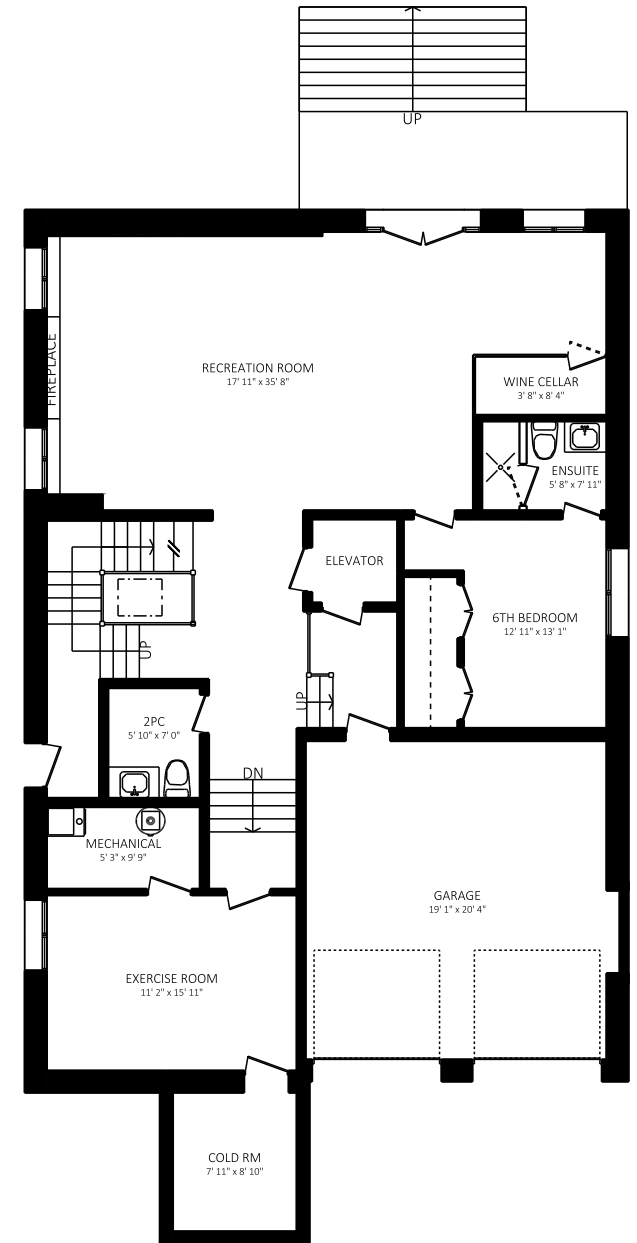 UP
RECREATION ROOM
17' 11" x 35' 8"
FIREPLACE
WINE CELLAR
3' 8" x 8' 4"
ENSUITE
5' 8" x 7' 11"
ELEVATOR
6TH BEDROOM
12' 11" x 13' 1"
UP
UP
2PC
5' 10" x 7' 0"
DN
MECHANICAL
5' 3" x 9' 9"
GARAGE
19' 1" x 20' 4"
EXERCISE ROOM
11' 2" x 15' 11"
COLD RM
7' 11" x 8' 10"